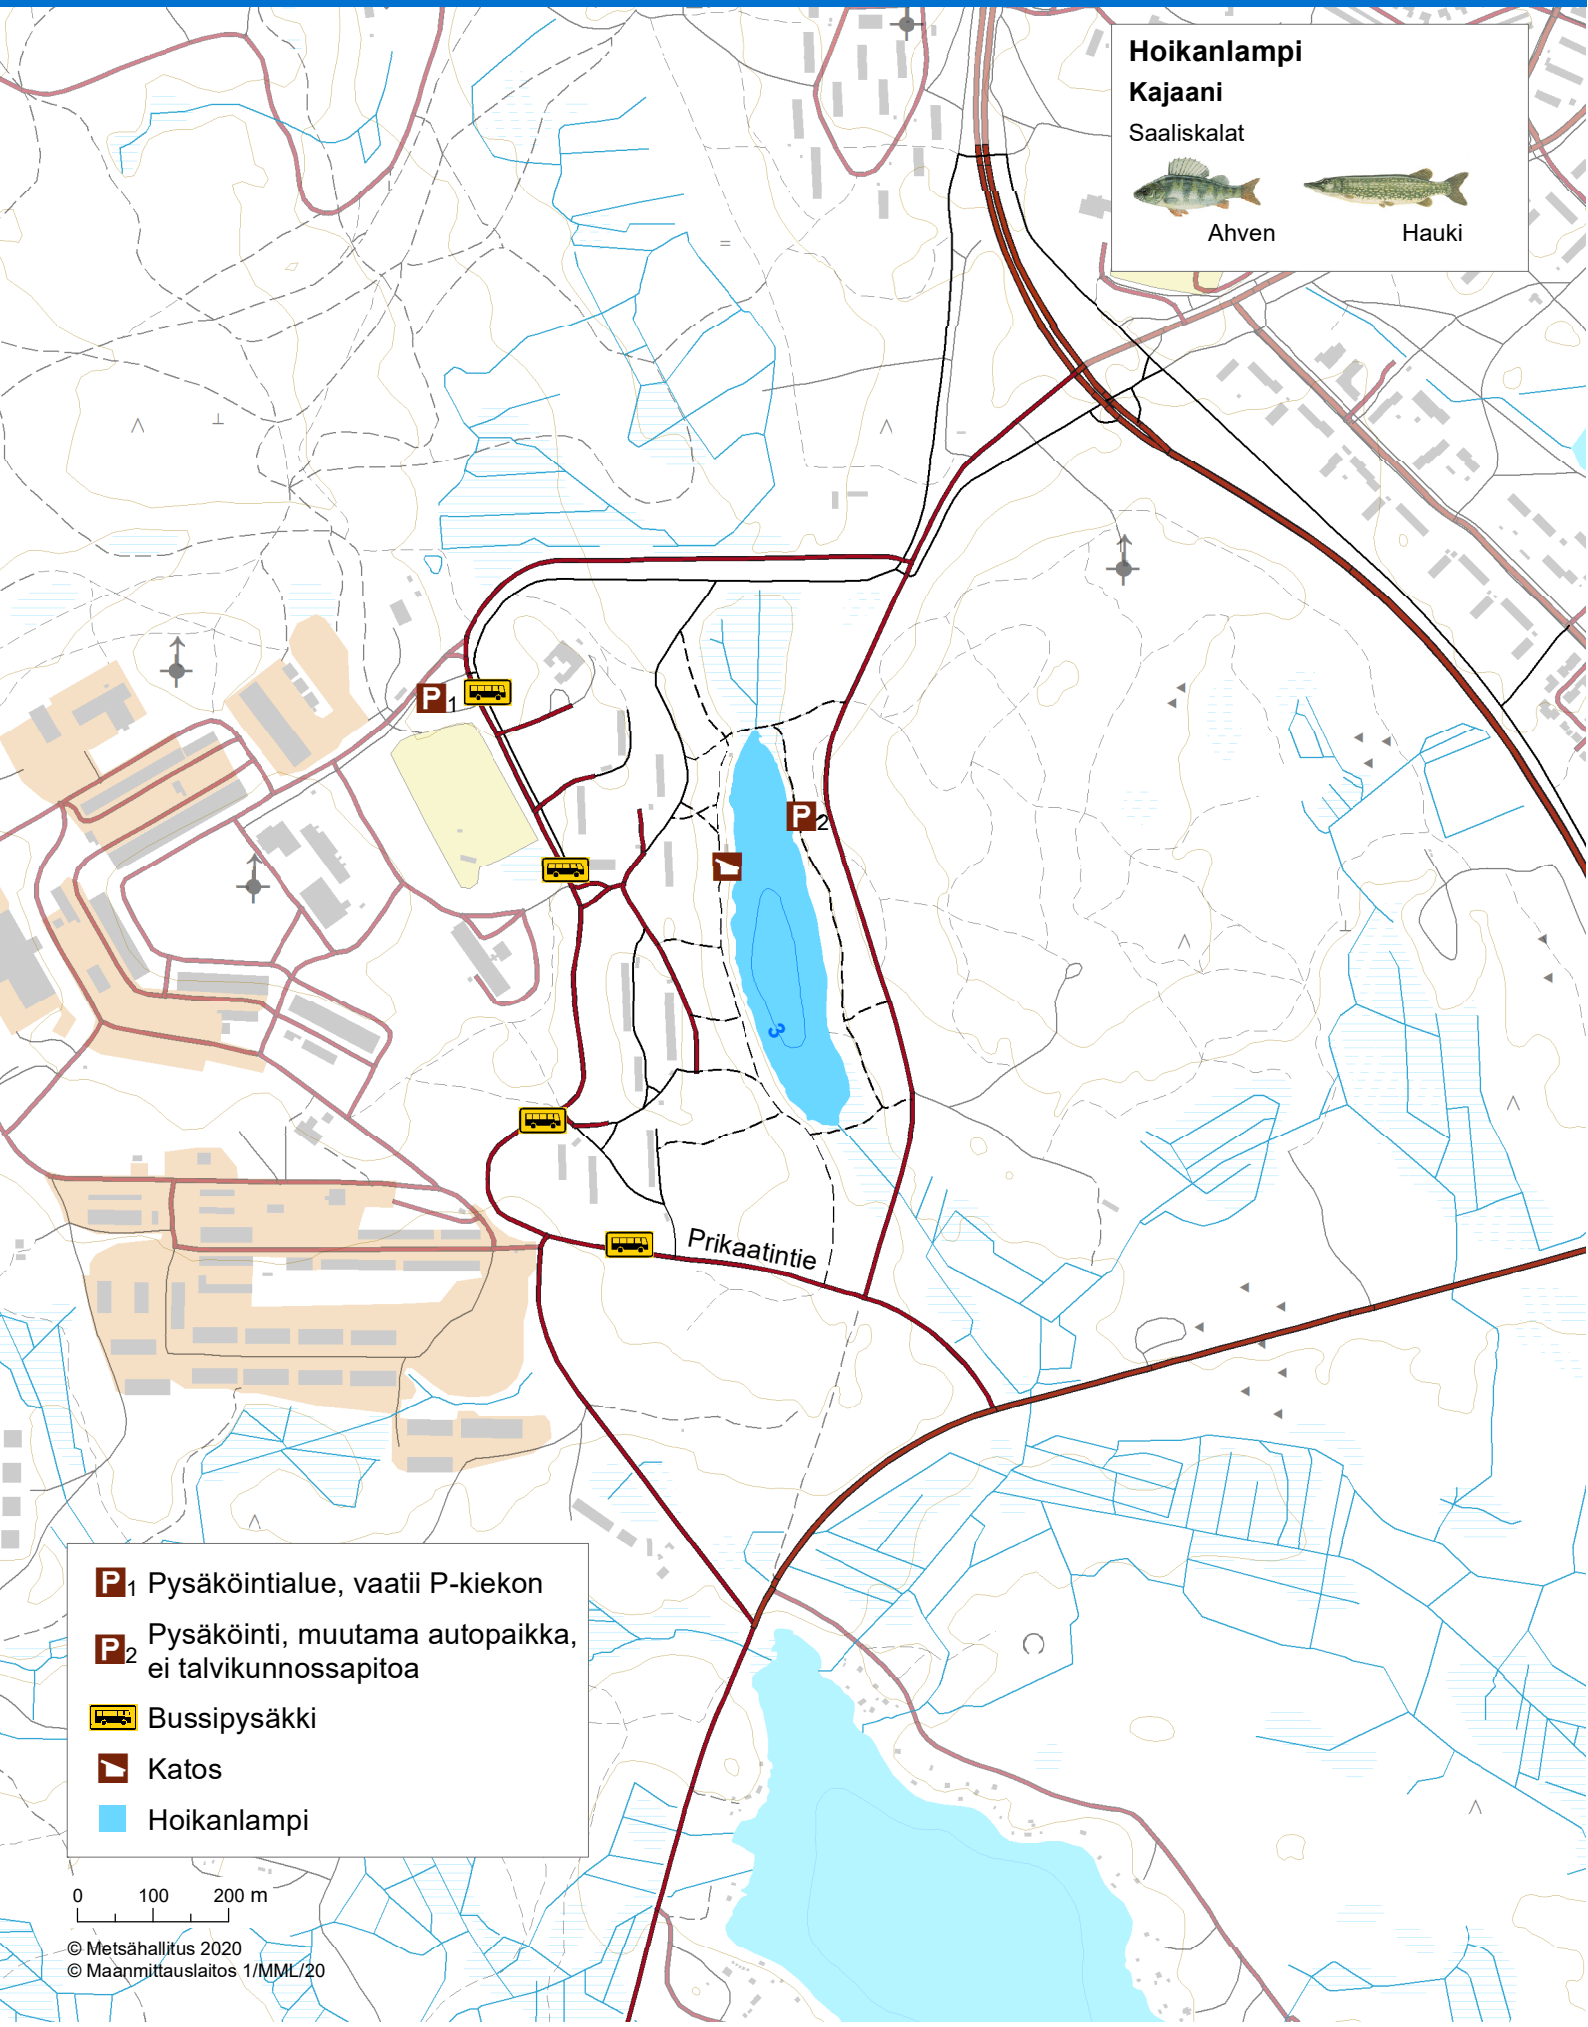 Hoikanlampi
Kajaani
Saaliskalat
Ahven
Hauki
P1
P2
3
Prikaatintie
P1 Pysäköintialue, vaatii P-kiekon
P2 Pysäköinti, muutama autopaikka,
ei talvikunnossapitoa
Bussipysäkki
Katos
Hoikanlampi
0 100 200 m
© Metsähallitus 2020
© Maanmittauslaitos 1/MML/20